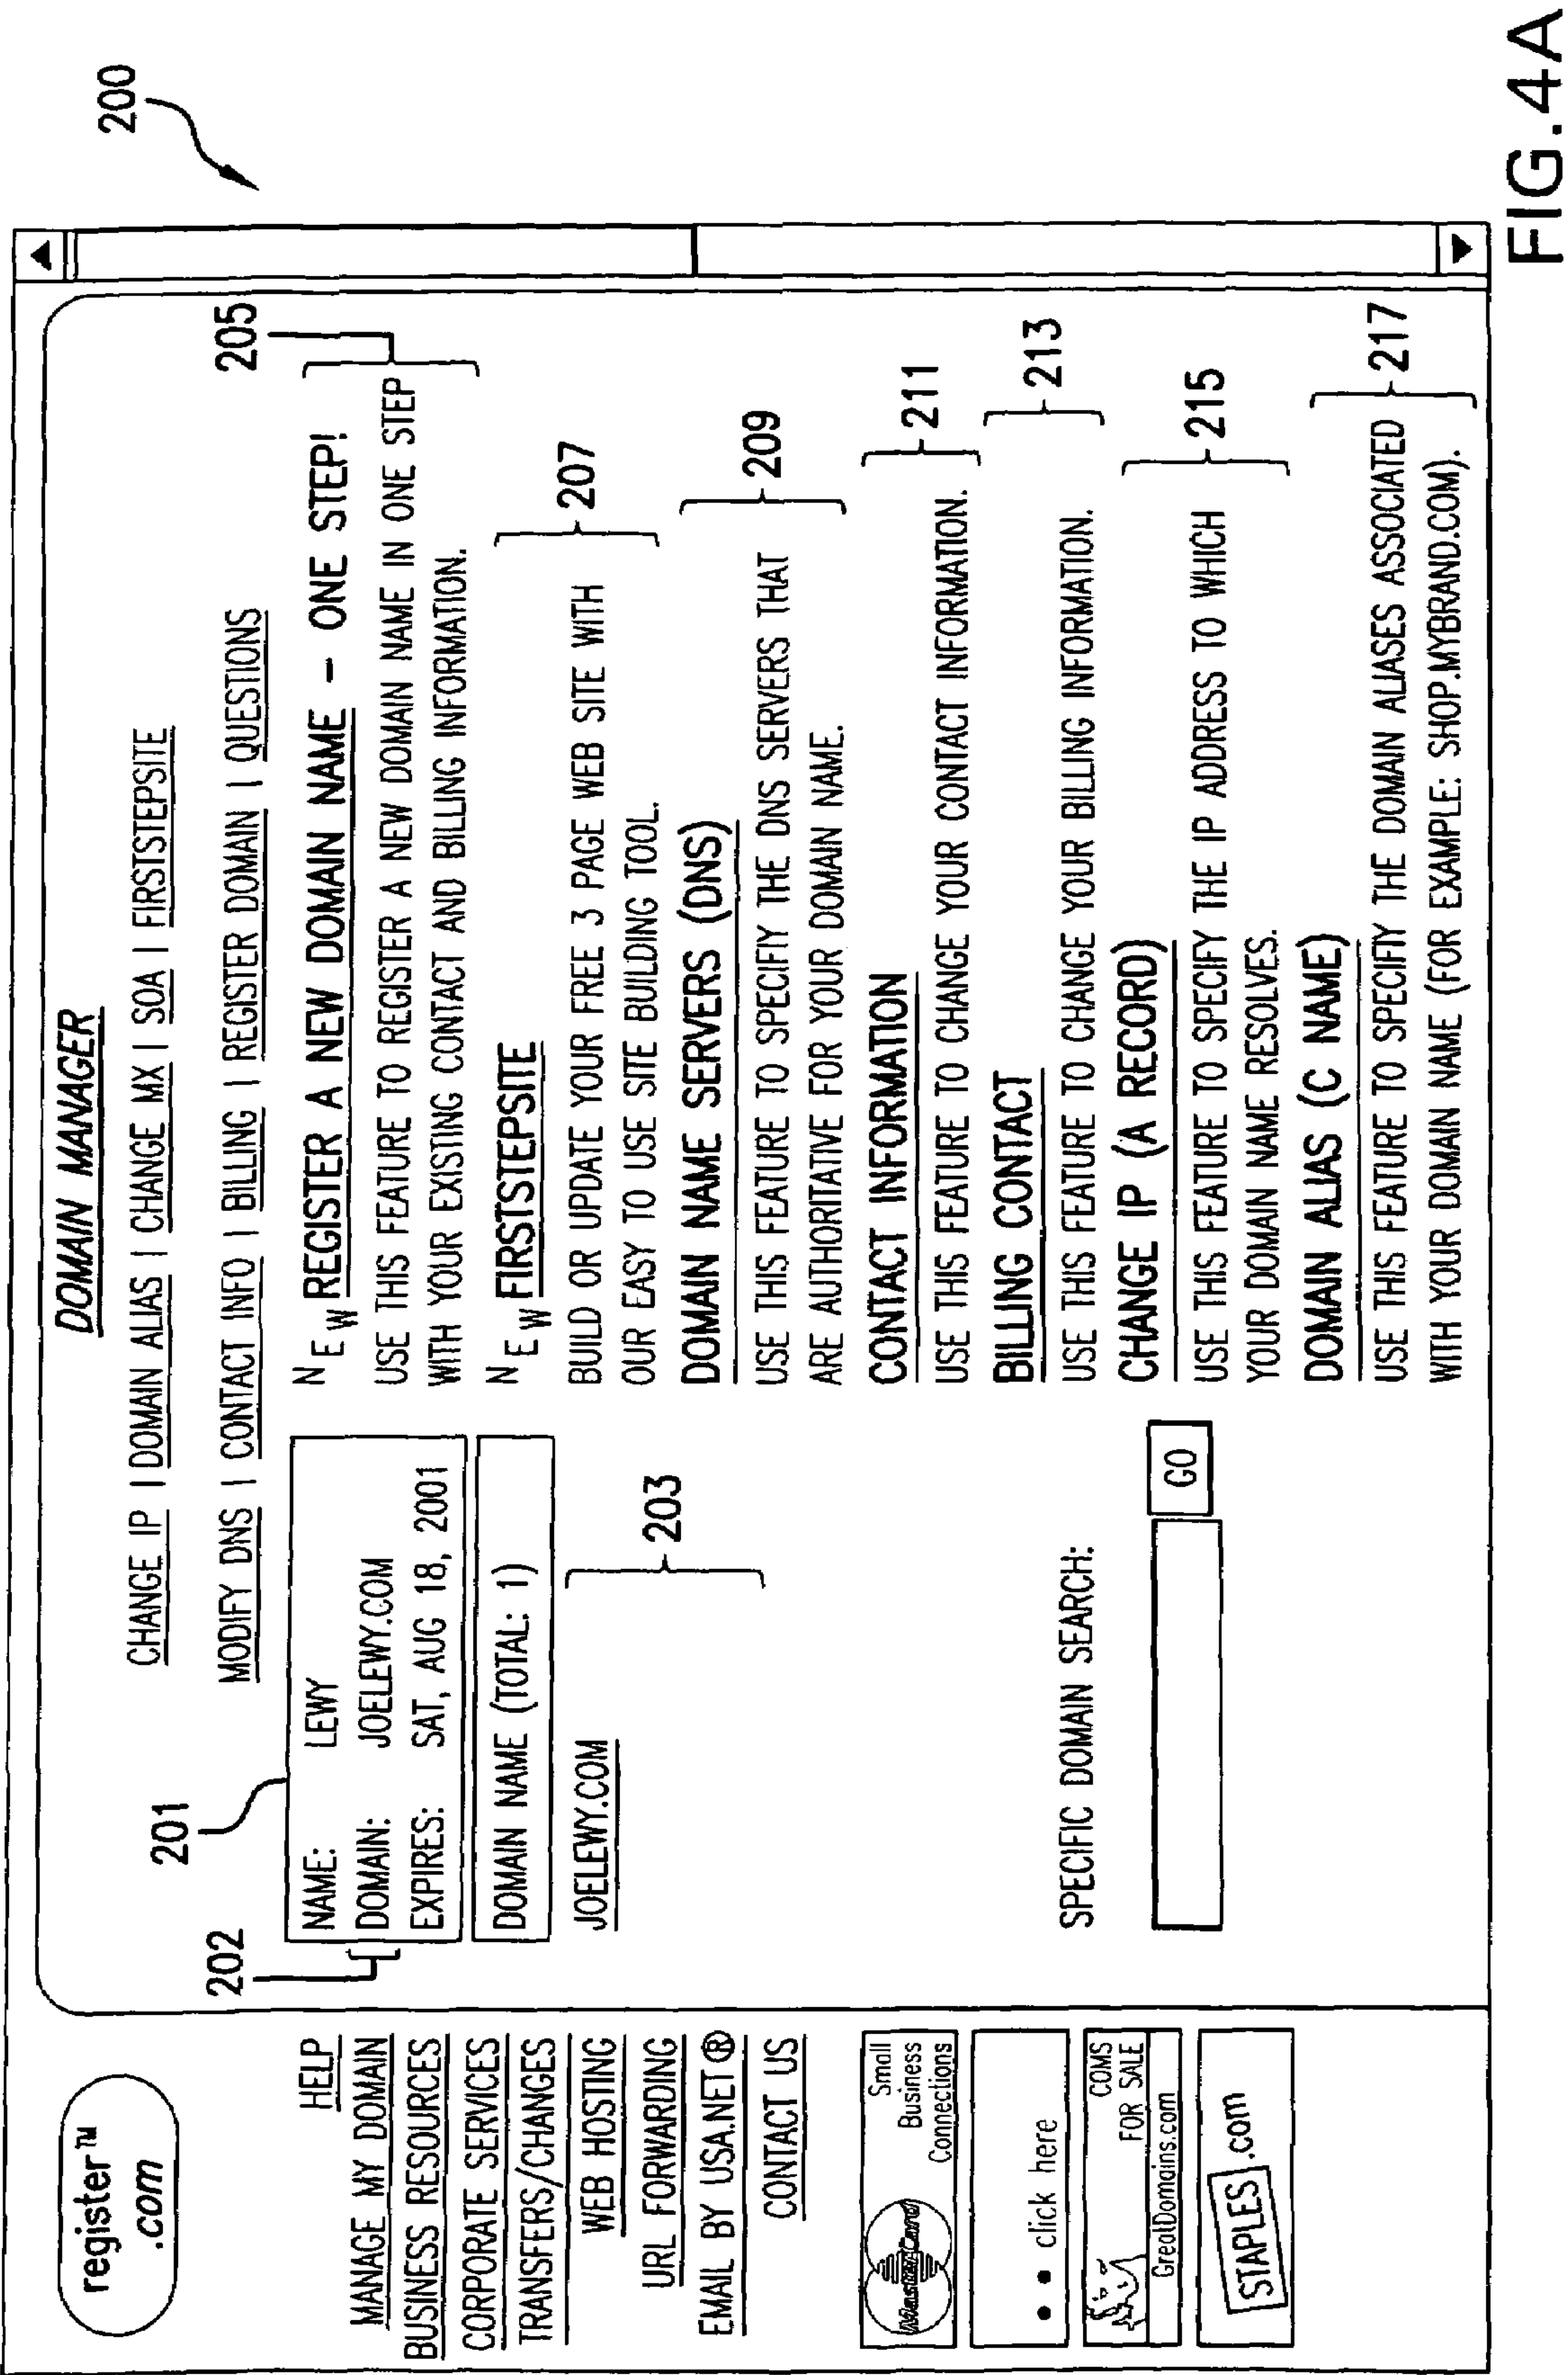 200
register™
.com
HELP
MANAGE MY DOMAIN
BUSINESS RESOURCES
CORPORATE SERVICES
TRANSFERS/CHANGES
WEB HOSTING
URL FORWARDING
EMAIL BY USA.NET®
CONTACT US
MasterCard
Small
Business
Connections
• • click here
COMS
FOR SALE
GreatDomains.com
STAPLES.com
DOMAIN MANAGER
CHANGE IP | DOMAIN ALIAS | CHANGE MX | SOA | FIRSTSTEPSITE
MODIFY DNS | CONTACT INFO | BILLING | REGISTER DOMAIN | QUESTIONS
201
202
NAME: LEWY
DOMAIN: JOELEWY.COM
EXPIRES: SAT, AUG 18, 2001
DOMAIN NAME (TOTAL: 1)
JOELEWY.COM
203
SPECIFIC DOMAIN SEARCH:
GO
205
NEW REGISTER A NEW DOMAIN NAME – ONE STEP!
USE THIS FEATURE TO REGISTER A NEW DOMAIN NAME IN ONE STEP
WITH YOUR EXISTING CONTACT AND BILLING INFORMATION.
NEW FIRSTSTEPSITE
207
BUILD OR UPDATE YOUR FREE 3 PAGE WEB SITE WITH
OUR EASY TO USE SITE BUILDING TOOL.
DOMAIN NAME SERVERS (DNS)
209
USE THIS FEATURE TO SPECIFIY THE DNS SERVERS THAT
ARE AUTHORITATIVE FOR YOUR DOMAIN NAME.
CONTACT INFORMATION
211
USE THIS FEATURE TO CHANGE YOUR CONTACT INFORMATION.
BILLING CONTACT
213
USE THIS FEATURE TO CHANGE YOUR BILLING INFORMATION.
CHANGE IP (A RECORD)
215
USE THIS FEATURE TO SPECIFY THE IP ADDRESS TO WHICH
YOUR DOMAIN NAME RESOLVES.
DOMAIN ALIAS (C NAME)
217
USE THIS FEATURE TO SPECIFIY THE DOMAIN ALIASES ASSOCIATED
WITH YOUR DOMAIN NAME (FOR EXAMPLE: SHOP.MYBRAND.COM).
FIG.4A